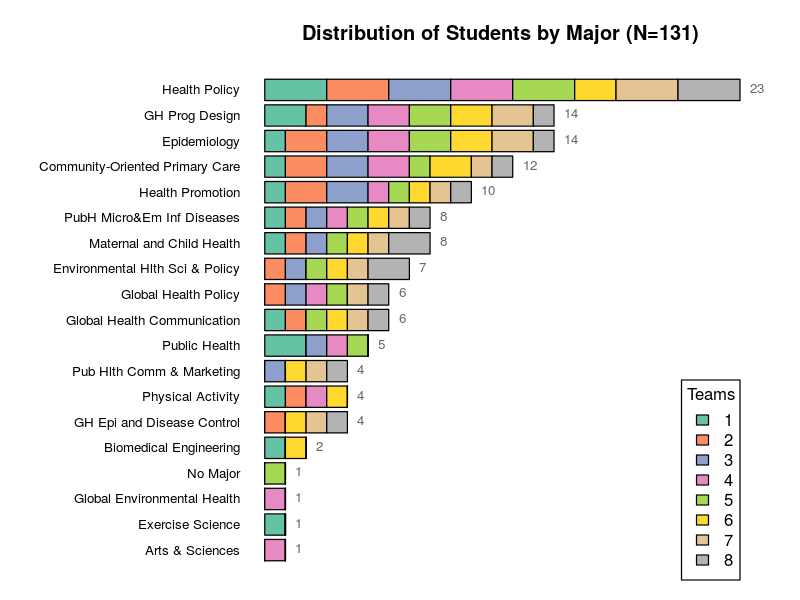 Distribution of Students by Major (N=131)
Health Policy 23
GH Prog Design 14
Epidemiology 14
Community-Oriented Primary Care 12
Health Promotion 10
PubH Micro&Em Inf Diseases 8
Maternal and Child Health 8
Environmental Hlth Sci & Policy 7
Global Health Policy 6
Global Health Communication 6
Public Health 5
Pub Hlth Comm & Marketing 4
Physical Activity 4
GH Epi and Disease Control 4
Biomedical Engineering 2
No Major 1
Global Environmental Health 1
Exercise Science 1
Arts & Sciences 1
Teams
1
2
3
4
5
6
7
8